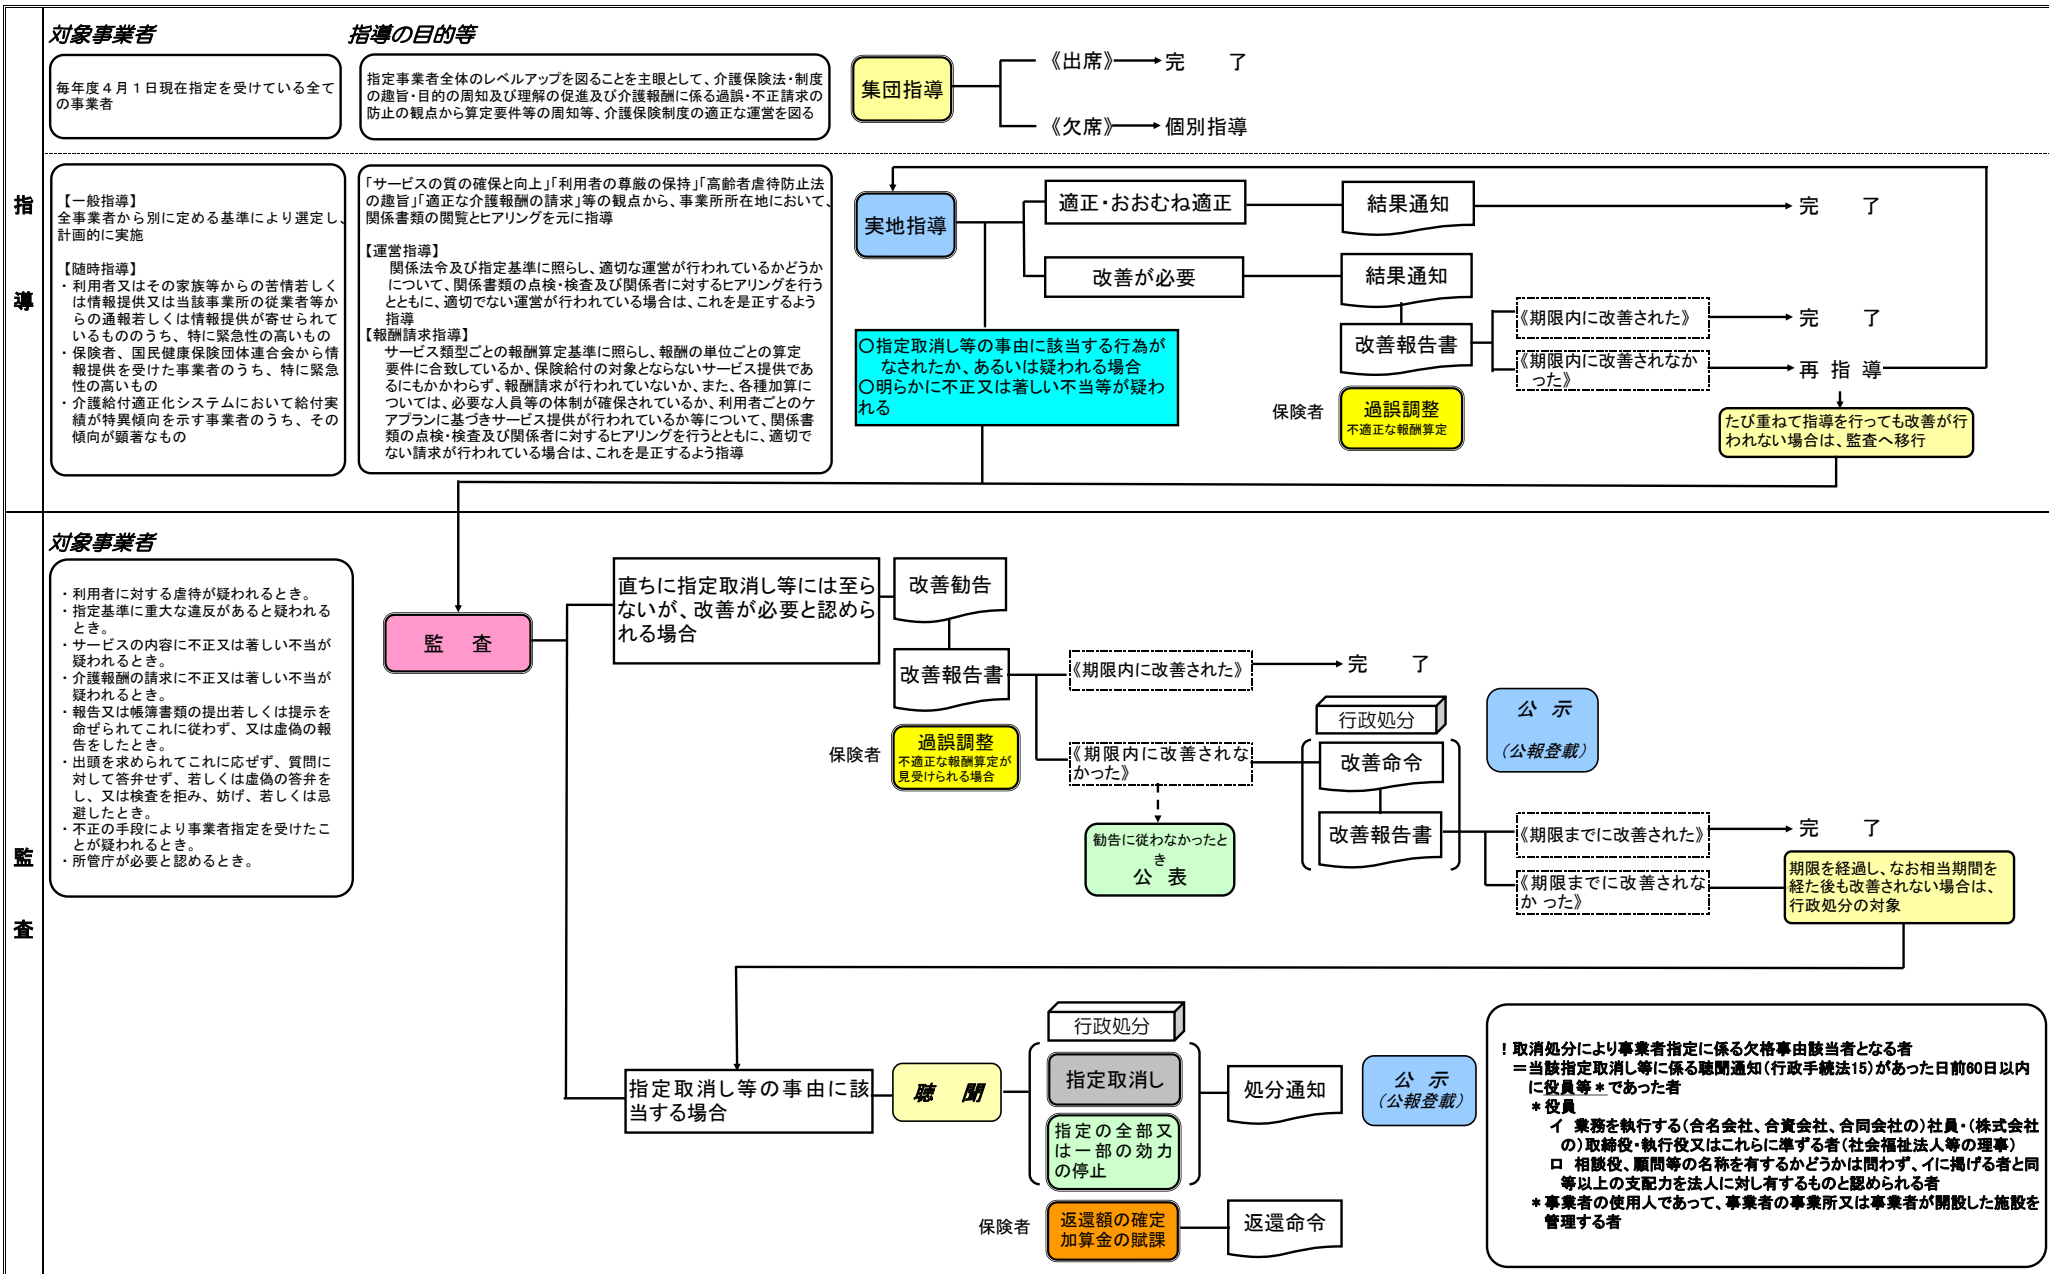 対象事業者
指導の目的等
毎年度４月１日現在指定を受けている全て
の事業者
指定事業者全体のレベルアップを図ることを主眼として、介護保険法・制度
の趣旨・目的の周知及び理解の促進及び介護報酬に係る過誤・不正請求の
防止の観点から算定要件等の周知等、介護保険制度の適正な運営を図る
集団指導
《出席》
完　了
《欠席》
個別指導
指
導
【一般指導】
全事業者から別に定める基準により選定し、
計画的に実施
【随時指導】
・利用者又はその家族等からの苦情若しく
は情報提供又は当該事業所の従業者等か
らの通報若しくは情報提供が寄せられて
いるもののうち、特に緊急性の高いもの
・保険者、国民健康保険団体連合会から情
報提供を受けた事業者のうち、特に緊急
性の高いもの
・介護給付適正化システムにおいて給付実
績が特異傾向を示す事業者のうち、その
傾向が顕著なもの
「サービスの質の確保と向上」「利用者の尊厳の保持」「高齢者虐待防止法
の趣旨」「適正な介護報酬の請求」等の観点から、事業所所在地において、
関係書類の閲覧とヒアリングを元に指導
【運営指導】
関係法令及び指定基準に照らし、適切な運営が行われているかどうか
について、関係書類の点検・検査及び関係者に対するヒアリングを行う
とともに、適切でない運営が行われている場合は、これを是正するよう
指導
【報酬請求指導】
サービス類型ごとの報酬算定基準に照らし、報酬の単位ごとの算定
要件に合致しているか、保険給付の対象とならないサービス提供であ
るにもかかわらず、報酬請求が行われていないか、また、各種加算に
ついては、必要な人員等の体制が確保されているか、利用者ごとのケ
アプランに基づきサービス提供が行われているか等について、関係書
類の点検・検査及び関係者に対するヒアリングを行うとともに、適切で
ない請求が行われている場合は、これを是正するよう指導
実地指導
適正・おおむね適正
結果通知
完　了
改善が必要
結果通知
改善報告書
《期限内に改善された》
完　了
《期限内に改善されなか
った》
再 指 導
○指定取消し等の事由に該当する行為が
なされたか、あるいは疑われる場合
○明らかに不正又は著しい不当等が疑わ
れる
保険者
過誤調整
不適正な報酬算定
たび重ねて指導を行っても改善が行
われない場合は、監査へ移行
監
査
対象事業者
・利用者に対する虐待が疑われるとき。
・指定基準に重大な違反があると疑われる
とき。
・サービスの内容に不正又は著しい不当が
疑われるとき。
・介護報酬の請求に不正又は著しい不当が
疑われるとき。
・報告又は帳簿書類の提出若しくは提示を
命ぜられてこれに従わず、又は虚偽の報
告をしたとき。
・出頭を求められてこれに応ぜず、質問に
対して答弁せず、若しくは虚偽の答弁を
し、又は検査を拒み、妨げ、若しくは忌
避したとき。
・不正の手段により事業者指定を受けたこ
とが疑われるとき。
・所管庁が必要と認めるとき。
監　査
直ちに指定取消し等には至ら
ないが、改善が必要と認めら
れる場合
改善勧告
改善報告書
《期限内に改善された》
完　了
保険者
過誤調整
不適正な報酬算定が
見受けられる場合
《期限内に改善されな
かった》
勧告に従わなかったと
き
公 表
行政処分
改善命令
改善報告書
公 示
（公報登載）
《期限までに改善された》
完　了
《期限までに改善されな
か った》
期限を経過し、なお相当期間を
経た後も改善されない場合は、
行政処分の対象
指定取消し等の事由に該
当する場合
聴　聞
行政処分
指定取消し
指定の全部又
は一部の効力
の停止
処分通知
公 示
（公報登載）
保険者
返還額の確定
加算金の賦課
返還命令
！取消処分により事業者指定に係る欠格事由該当者となる者
＝当該指定取消し等に係る聴聞通知（行政手続法15）があった日前60日以内
に役員等＊であった者
＊役員
イ　業務を執行する（合名会社、合資会社、合同会社の）社員・（株式会社
の）取締役・執行役又はこれらに準ずる者（社会福祉法人等の理事）
ロ　相談役、顧問等の名称を有するかどうかは問わず、イに掲げる者と同
等以上の支配力を法人に対し有するものと認められる者
＊事業者の使用人であって、事業者の事業所又は事業者が開設した施設を
管理する者